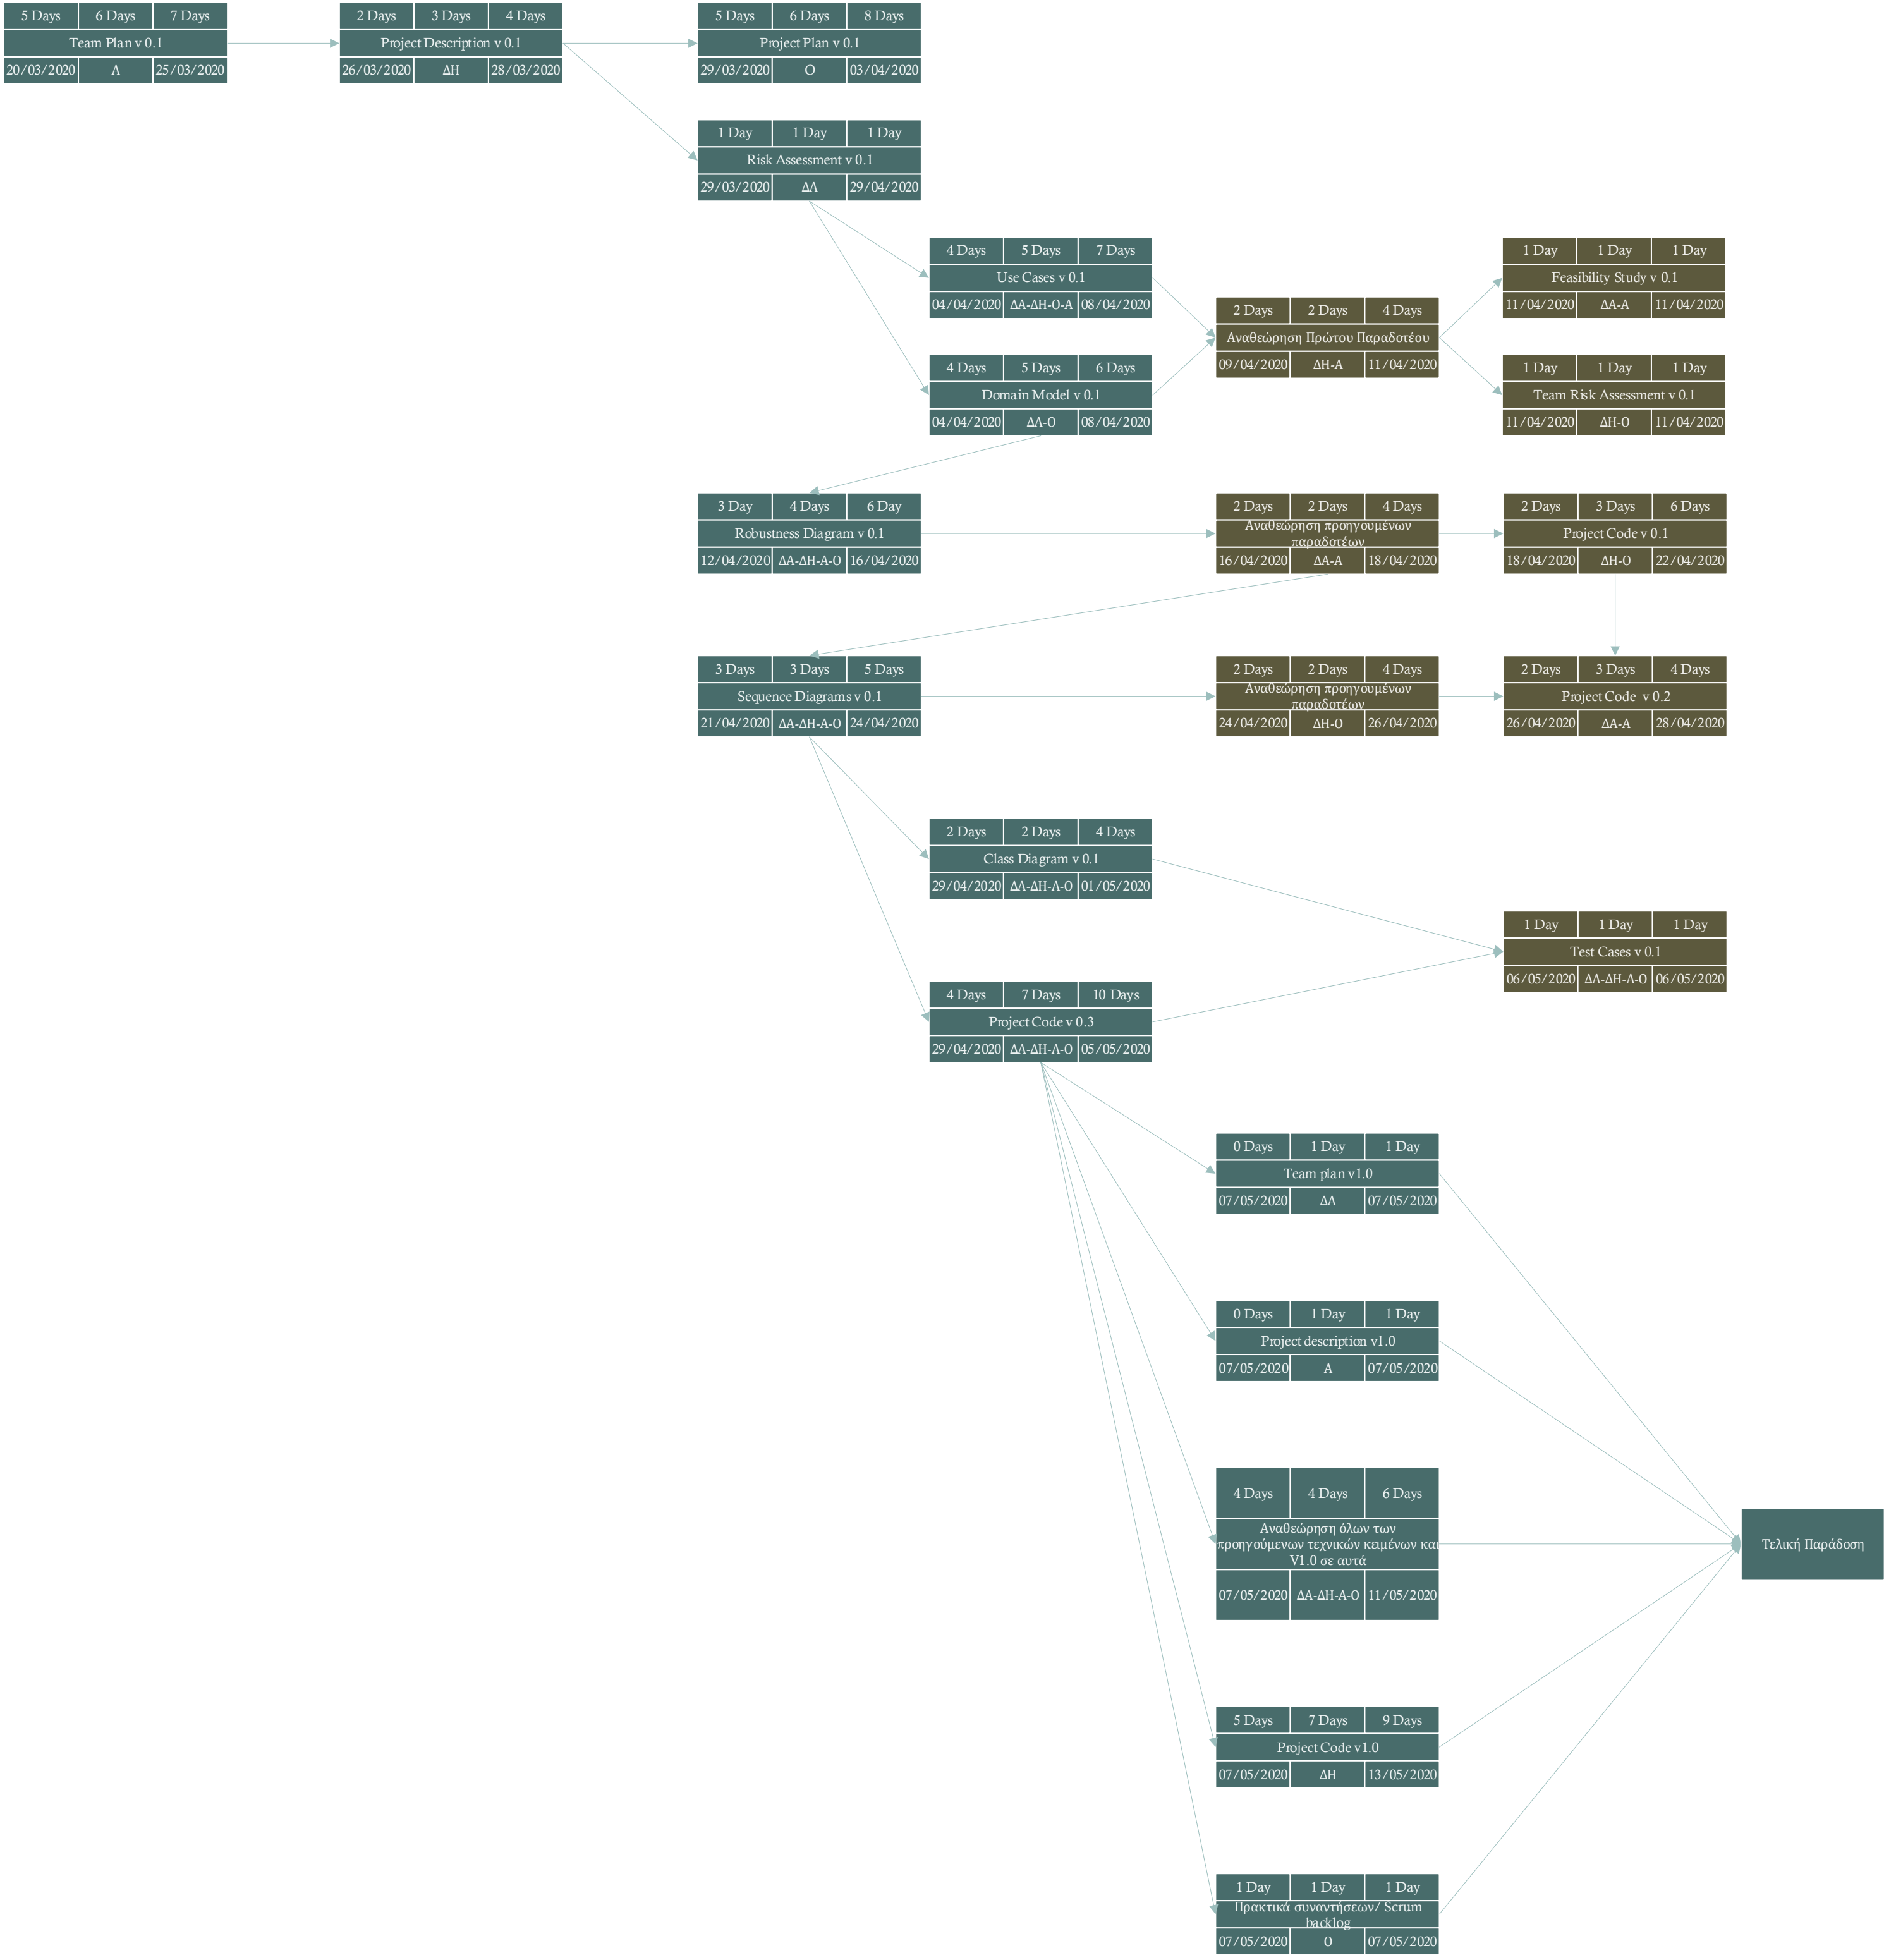 5 Days 6 Days 7 Days
Team Plan v 0.1
20/03/2020 Α 25/03/2020
2 Days 3 Days 4 Days
Project Description v 0.1
26/03/2020 ΔΗ 28/03/2020
5 Days 6 Days 8 Days
Project Plan v 0.1
29/03/2020 Ο 03/04/2020
1 Day 1 Day 1 Day
Risk Assessment v 0.1
29/03/2020 ΔΑ 29/04/2020
4 Days 5 Days 7 Days
Use Cases v 0.1
04/04/2020 ΔΑ-ΔΗ-Ο-Α 08/04/2020
4 Days 5 Days 6 Days
Domain Model v 0.1
04/04/2020 ΔΑ-Ο 08/04/2020
2 Days 2 Days 4 Days
Αναθεώρηση Πρώτου Παραδοτέου
09/04/2020 ΔΗ-Α 11/04/2020
1 Day 1 Day 1 Day
Feasibility Study v 0.1
11/04/2020 ΔΑ-Α 11/04/2020
1 Day 1 Day 1 Day
Team Risk Assessment v 0.1
11/04/2020 ΔΗ-Ο 11/04/2020
3 Day 4 Days 6 Day
Robustness Diagram v 0.1
12/04/2020 ΔΑ-ΔΗ-Α-Ο 16/04/2020
2 Days 2 Days 4 Days
Αναθεώρηση προηγουμένων
παραδοτέων
16/04/2020 ΔΑ-Α 18/04/2020
2 Days 3 Days 6 Days
Project Code v 0.1
18/04/2020 ΔΗ-Ο 22/04/2020
3 Days 3 Days 5 Days
Sequence Diagrams v 0.1
21/04/2020 ΔΑ-ΔΗ-Α-Ο 24/04/2020
2 Days 2 Days 4 Days
Αναθεώρηση προηγουμένων
παραδοτέων
24/04/2020 ΔΗ-Ο 26/04/2020
2 Days 3 Days 4 Days
Project Code v 0.2
26/04/2020 ΔΑ-Α 28/04/2020
2 Days 2 Days 4 Days
Class Diagram v 0.1
29/04/2020 ΔΑ-ΔΗ-Α-Ο 01/05/2020
1 Day 1 Day 1 Day
Test Cases v 0.1
06/05/2020 ΔΑ-ΔΗ-Α-Ο 06/05/2020
4 Days 7 Days 10 Days
Project Code v 0.3
29/04/2020 ΔΑ-ΔΗ-Α-Ο 05/05/2020
0 Days 1 Day 1 Day
Team plan v1.0
07/05/2020 ΔΑ 07/05/2020
0 Days 1 Day 1 Day
Project description v1.0
07/05/2020 Α 07/05/2020
4 Days 4 Days 6 Days
Αναθεώρηση όλων των
προηγούμενων τεχνικών κειμένων και
V1.0 σε αυτά
07/05/2020 ΔΑ-ΔΗ-Α-Ο 11/05/2020
Τελική Παράδοση
5 Days 7 Days 9 Days
Project Code v1.0
07/05/2020 ΔΗ 13/05/2020
1 Day 1 Day 1 Day
Πρακτικά συναντήσεων/ Scrum
backlog
07/05/2020 Ο 07/05/2020